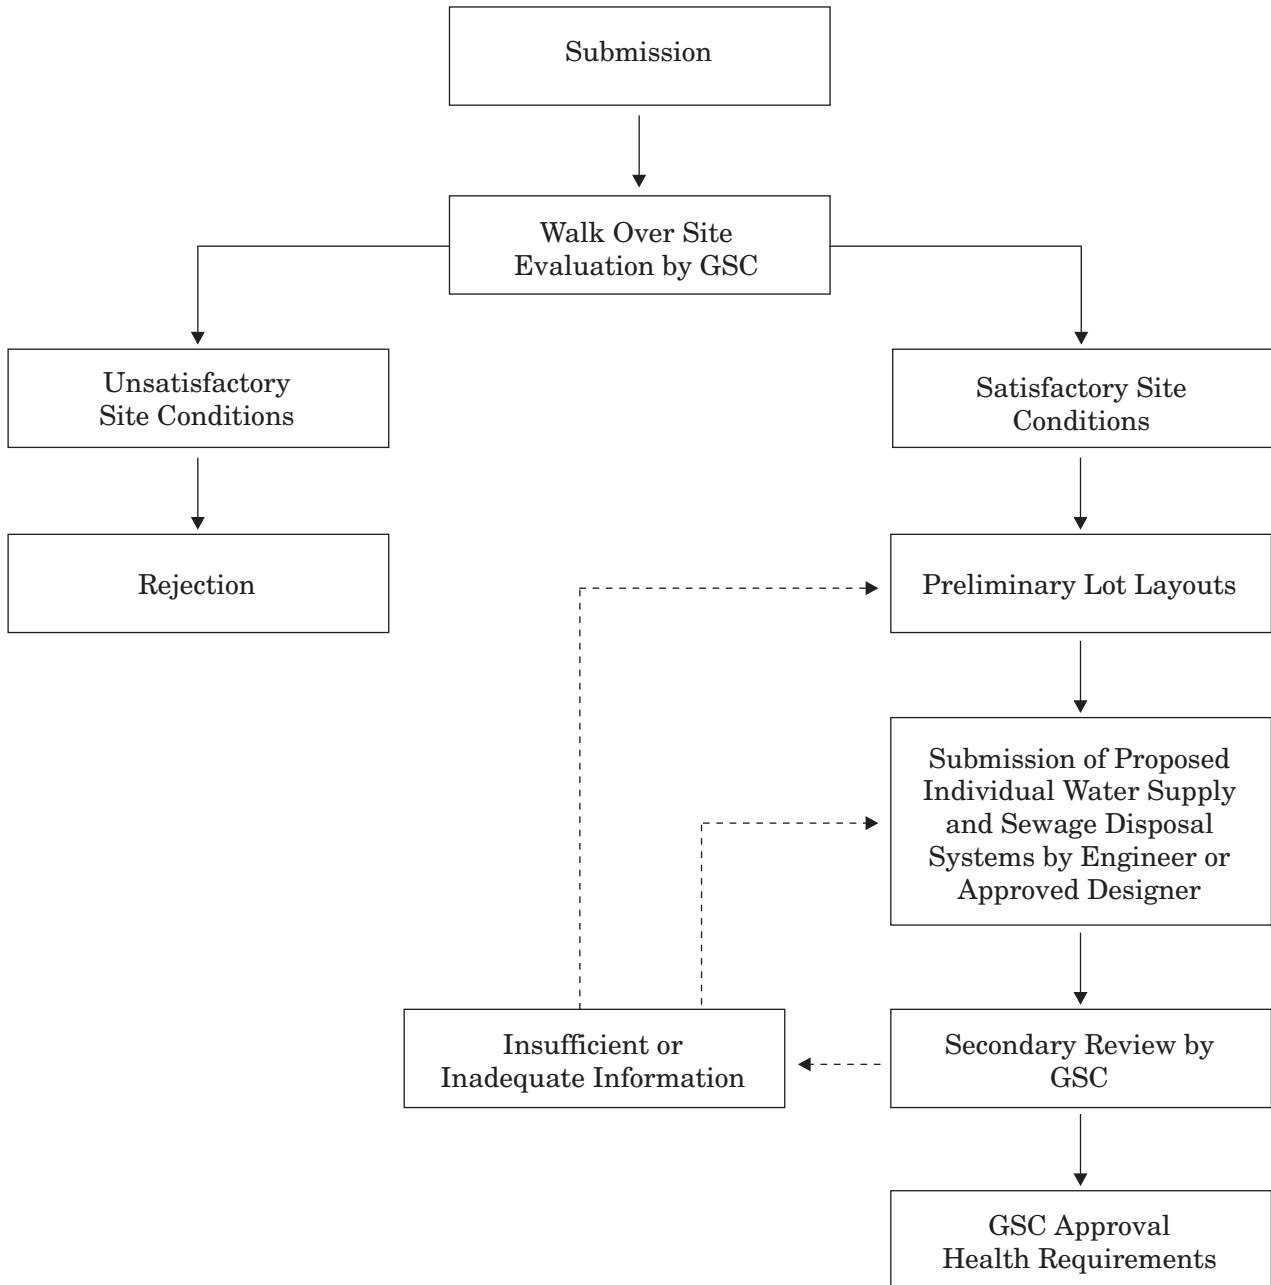 Submission
Walk Over Site
Evaluation by GSC
Unsatisfactory
Site Conditions
Satisfactory Site
Conditions
Rejection
Preliminary Lot Layouts
Submission of Proposed
Individual Water Supply
and Sewage Disposal
Systems by Engineer or
Approved Designer
Insufficient or
Inadequate Information
Secondary Review by
GSC
GSC Approval
Health Requirements